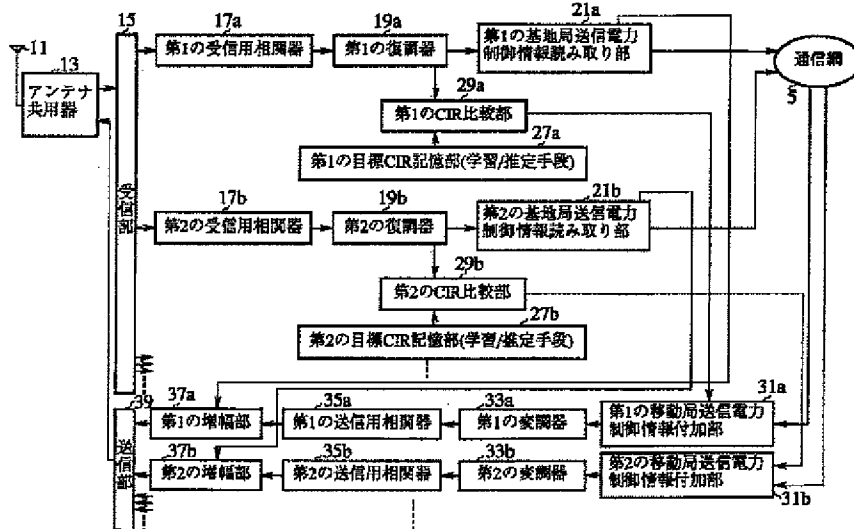 11
13
アンテナ
共用器
15
受信部
17a
第1の受信用相関器
19a
第1の復調器
21a
第1の基地局送信電力
制御情報読み取り部
通信網
5
29a
第1のCIR比較部
27a
第1の目標CIR記憶部(学習/推定手段)
17b
第2の受信用相関器
19b
第2の復調器
21b
第2の基地局送信電力
制御情報読み取り部
29b
第2のCIR比較部
27b
第2の目標CIR記憶部(学習/推定手段)
39
送信部
37a
第1の増幅部
35a
第1の送信用相関器
33a
第1の変調器
31a
第1の移動局送信電力
制御情報付加部
37b
第2の増幅部
35b
第2の送信用相関器
33b
第2の変調器
第2の移動局送信電力
制御情報付加部
31b